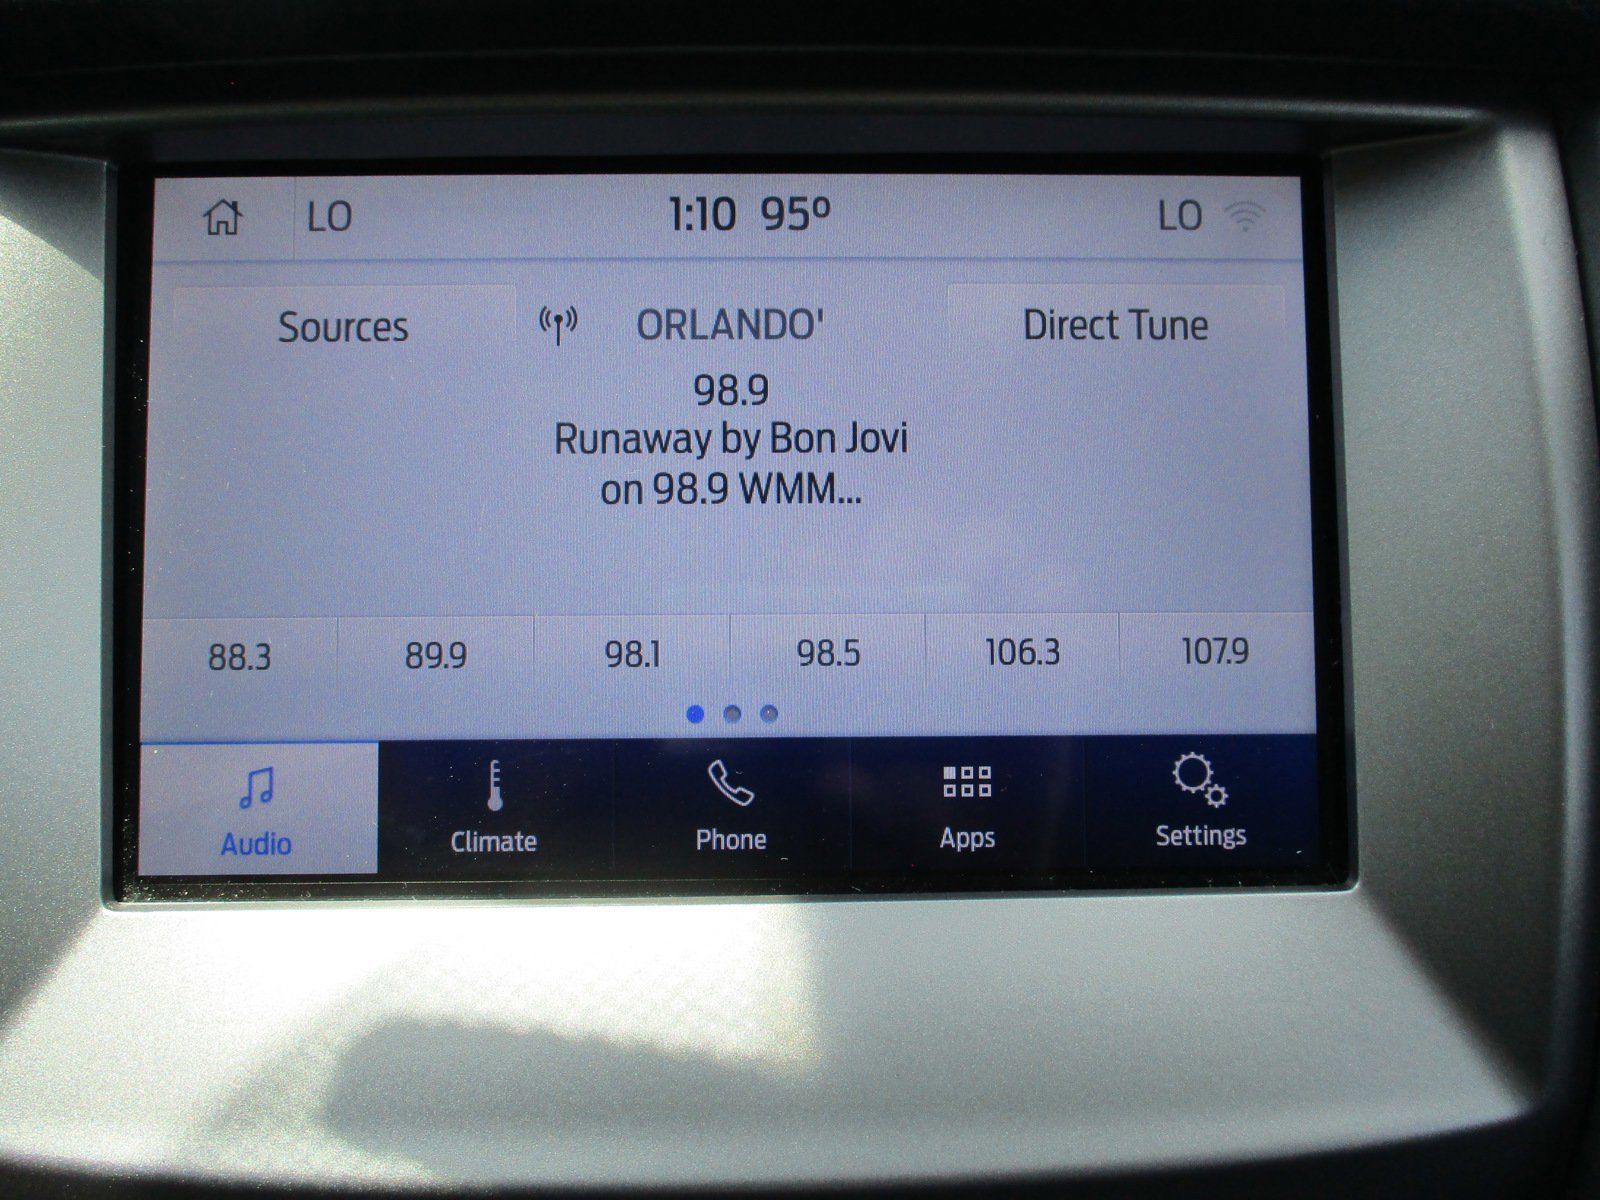 LO 1:10 95° LO
Sources ORLANDO' Direct Tune
98.9
Runaway by Bon Jovi
on 98.9 WMM...
88.3 89.9 98.1 98.5 106.3 107.9
Audio Climate Phone Apps Settings